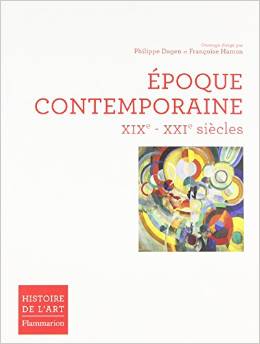 Ouvrage dirigé par
Philippe Dagen et Françoise Hamon
ÉPOQUE
CONTEMPORAINE
XIXe - XXIe siècles
HISTOIRE
DE L'ART
Flammarion